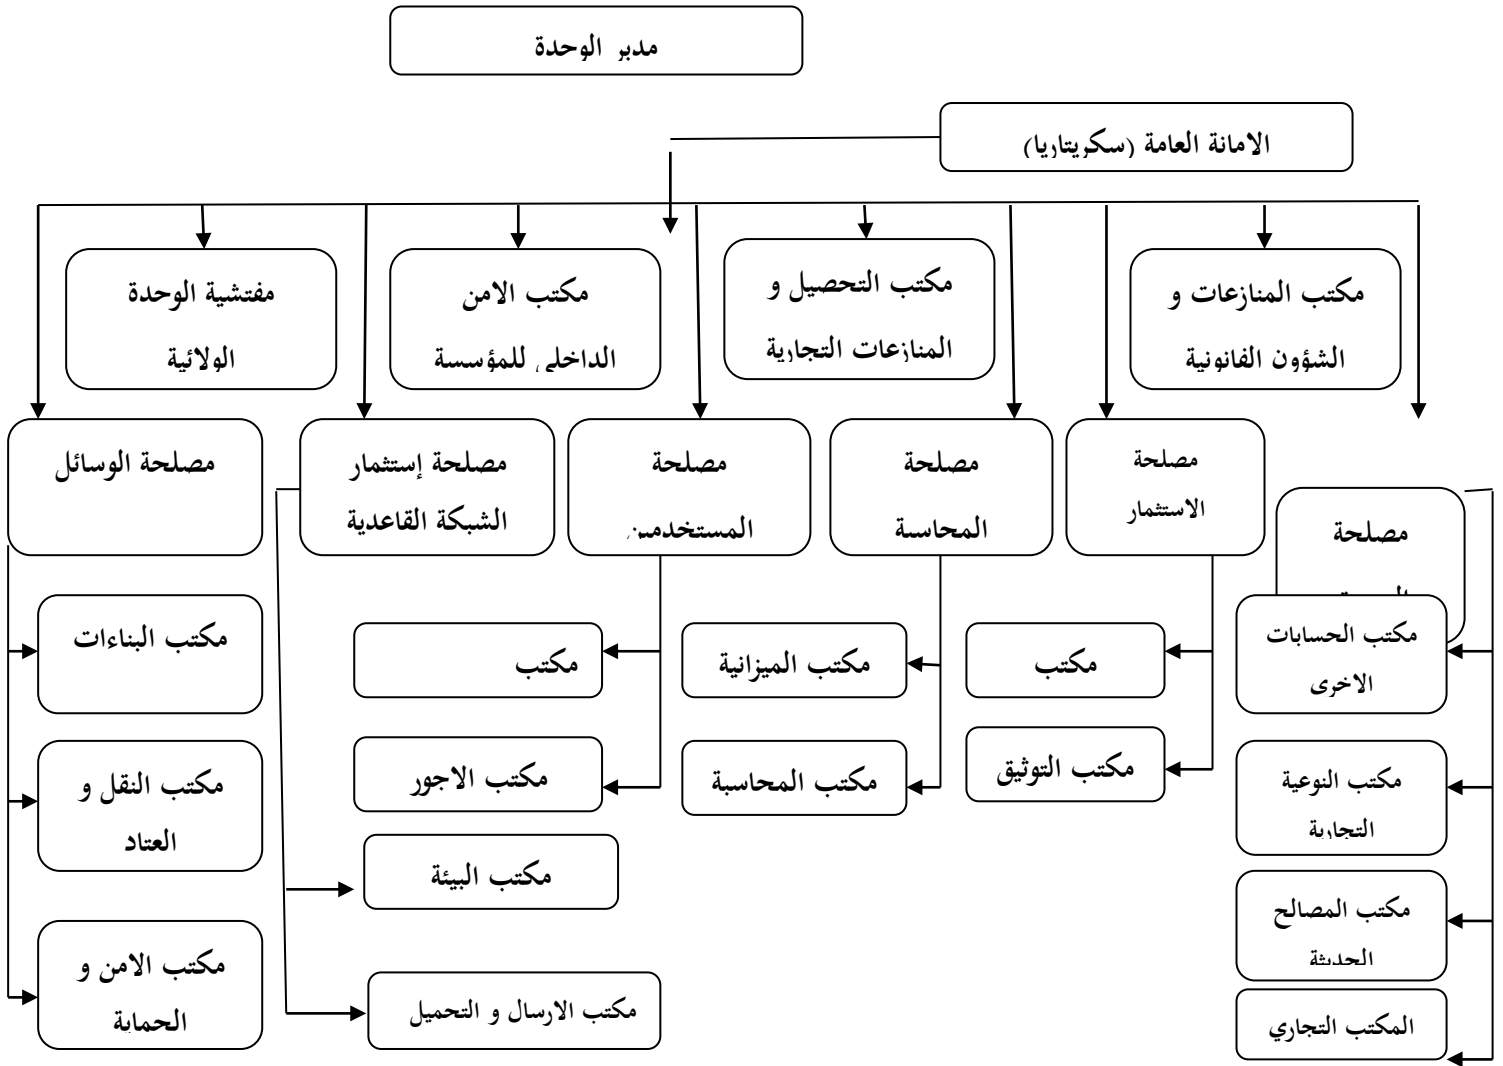 مدير الوحدة
الامانة العامة (سكريتاريا)
مكتب المنازعات و
الشؤون القانونية
مكتب التحصيل و
المنازعات التجارية
مكتب الامن
الداخلي للمؤسسة
مفتشية الوحدة
الولائية
مصلحة
مصلحة
الاستثمار
مصلحة
المحاسبة
مصلحة
المستخدمين
مصلحة إستثمار
الشبكة القاعدية
مصلحة الوسائل
مكتب الحسابات
الاخرى
مكتب النوعية
التجارية
مكتب المصالح
الحديثة
المكتب التجاري
مكتب
مكتب التوثيق
مكتب الميزانية
مكتب المحاسبة
مكتب
مكتب الاجور
مكتب البيئة
مكتب الارسال و التحميل
مكتب البناءات
مكتب النقل و
العتاد
مكتب الامن و
الحماية